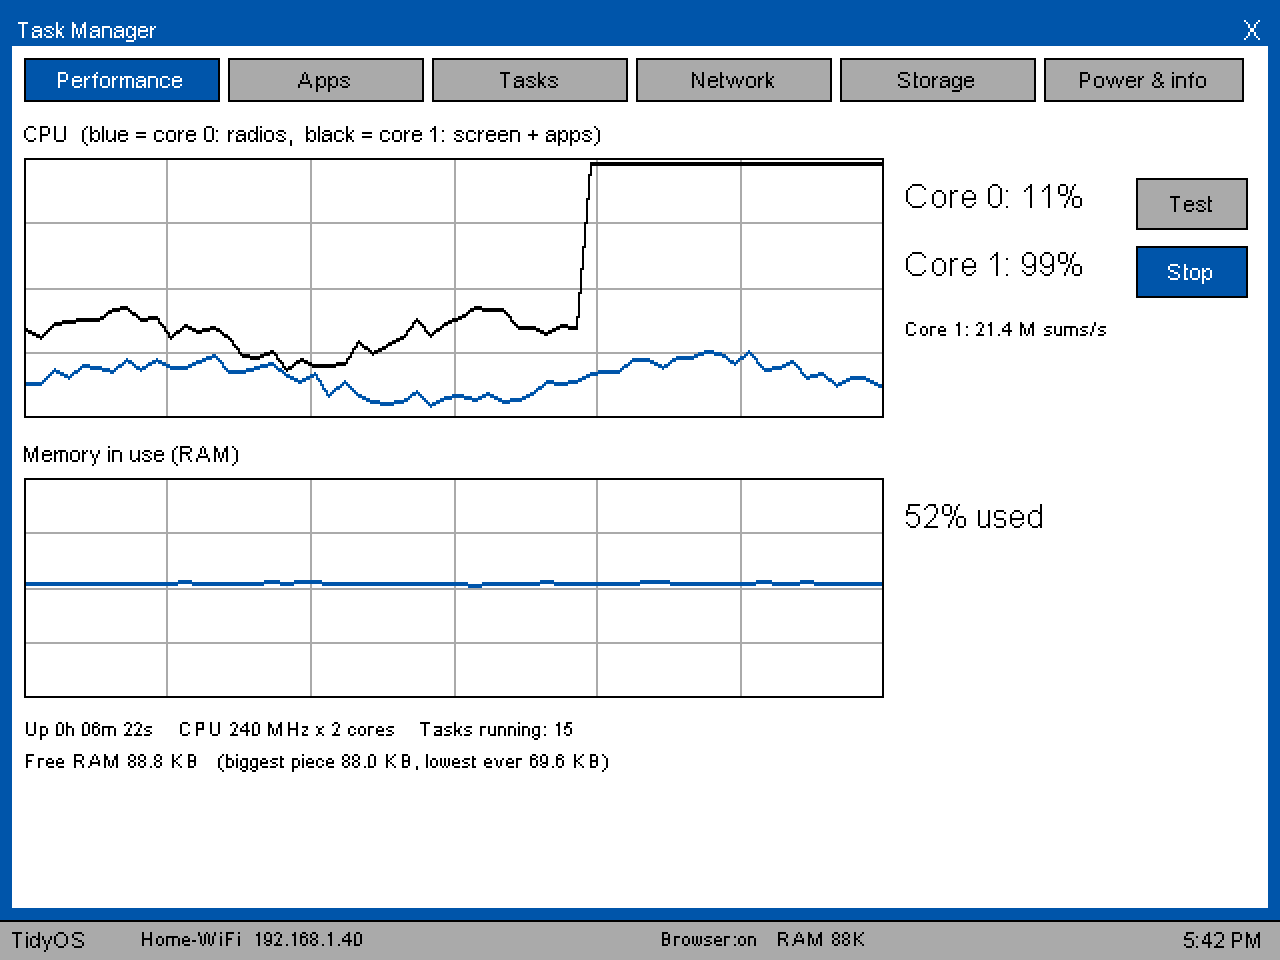 Task Manager X
Performance Apps Tasks Network Storage Power & info
CPU (blue = core 0: radios, black = core 1: screen + apps)
Core 0: 11% Test
Core 1: 99% Stop
Core 1: 21.4 M sums/s
Memory in use (RAM)
52% used
Up 0h 06m 22s CPU 240 MHz x 2 cores Tasks running: 15
Free RAM 88.8 KB (biggest piece 88.0 KB, lowest ever 69.6 KB)
TidyOS Home-WiFi 192.168.1.40 Browser:on RAM 88K 5:42 PM